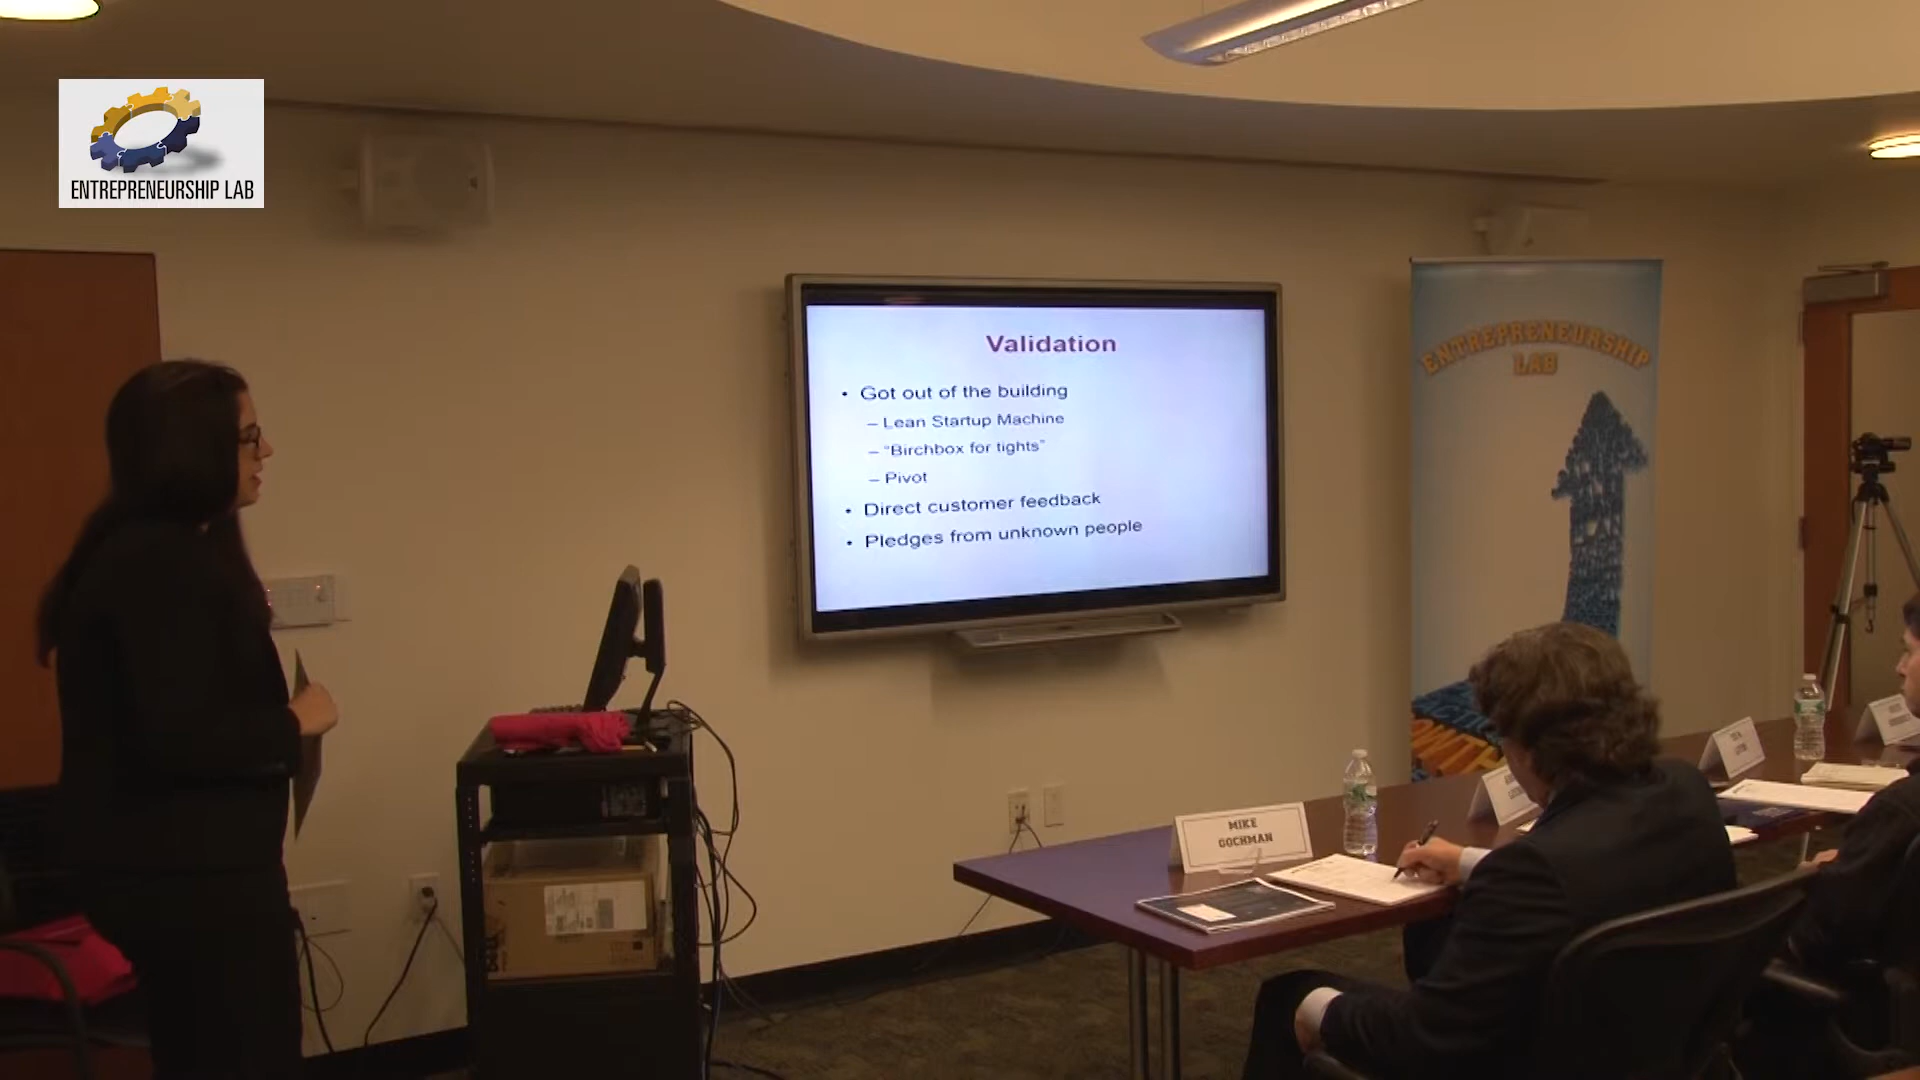 ENTREPRENEURSHIP LAB
Validation
• Got out of the building
– Lean Startup Machine
– "Birchbox for tights"
– Pivot
• Direct customer feedback
• Pledges from unknown people
ENTREPRENEURSHIP
LAB
MIKE
GOCHMAN